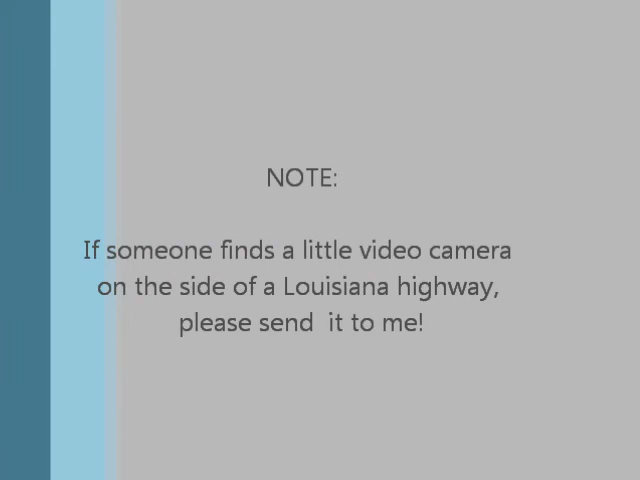 NOTE:
If someone finds a little video camera
on the side of a Louisiana highway,
please send  it to me!